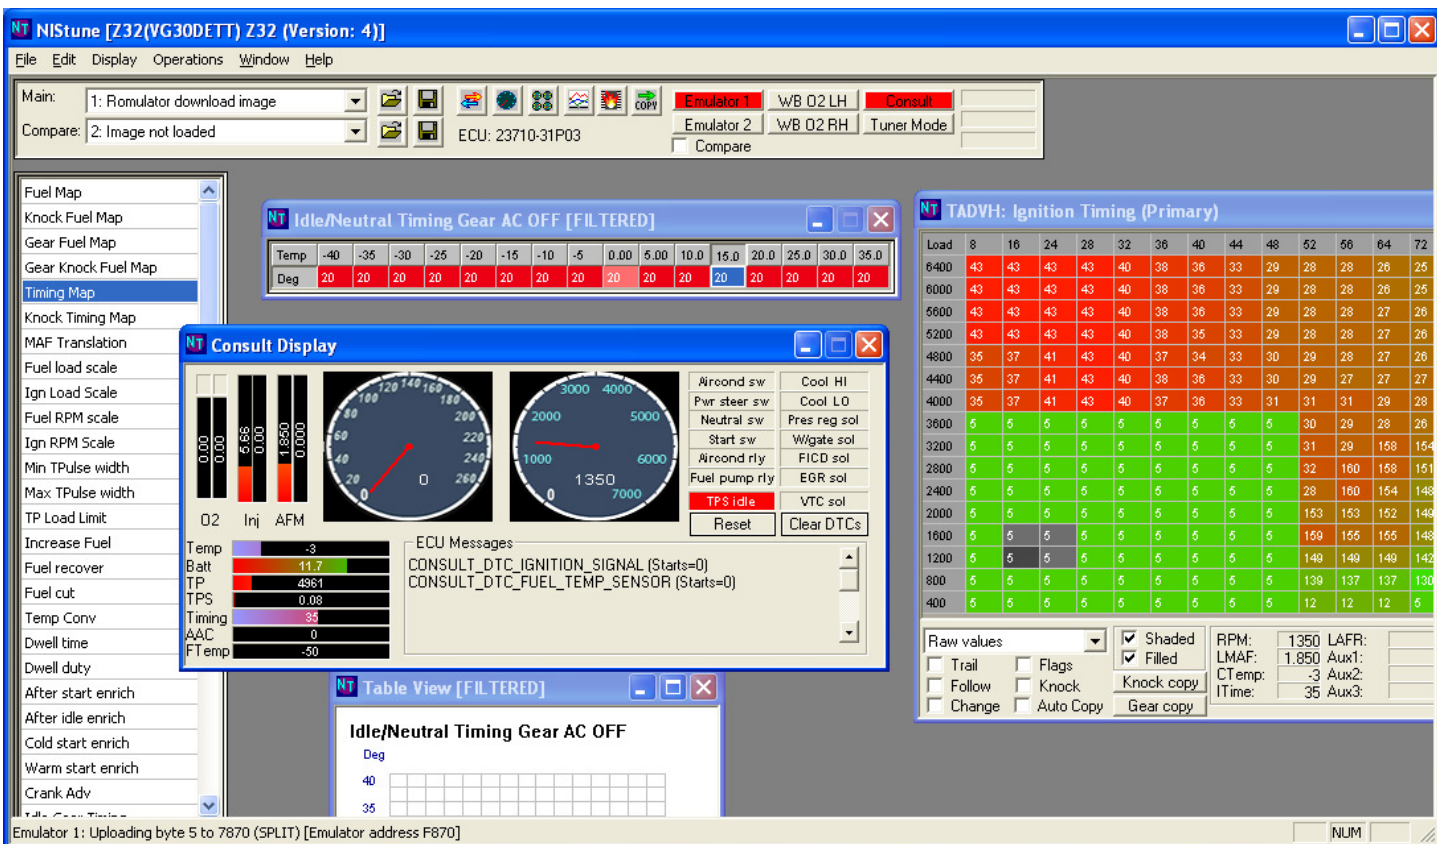 NIStune [Z32(VG30DETT) Z32 (Version: 4)]
File Edit Display Operations Window Help
Main: 1: Romulator download image
COPY
Emulator 1 WB O2 LH Consult
Compare: 2: Image not loaded
ECU: 23710-31P03
Emulator 2 WB O2 RH Tuner Mode
Compare
Fuel Map
Knock Fuel Map
Gear Fuel Map
Gear Knock Fuel Map
Timing Map
Knock Timing Map
MAF Translation
Fuel load scale
Ign Load Scale
Fuel RPM scale
Ign RPM Scale
Min TPulse width
Max TPulse width
TP Load Limit
Increase Fuel
Fuel recover
Fuel cut
Temp Conv
Dwell time
Dwell duty
After start enrich
After idle enrich
Cold start enrich
Warm start enrich
Crank Adv
Idle/Neutral Timing Gear AC OFF [FILTERED]
Temp -40 -35 -30 -25 -20 -15 -10 -5 0.00 5.00 10.0 15.0 20.0 25.0 30.0 35.0
Deg 20 20 20 20 20 20 20 20 20 20 20 20 20 20 20 20
Consult Display
0.00 0.00 5.66 0.00 1.850 0.000
O2 Inj AFM
0 20 40 60 80 100 120 140 160 180 200 220 240 260
0
0 1000 2000 3000 4000 5000 6000 7000
1350
Aircond sw Cool HI
Pwr steer sw Cool LO
Neutral sw Pres reg sol
Start sw W/gate sol
Aircond rly FICD sol
Fuel pump rly EGR sol
TPS idle VTC sol
Reset Clear DTCs
Temp -3
Batt 11.7
TP 4961
TPS 0.08
Timing 35
AAC 0
FTemp -50
ECU Messages
CONSULT_DTC_IGNITION_SIGNAL (Starts=0)
CONSULT_DTC_FUEL_TEMP_SENSOR (Starts=0)
Table View [FILTERED]
Idle/Neutral Timing Gear AC OFF
Deg
40
35
TADVH: Ignition Timing (Primary)
Load 8 16 24 28 32 36 40 44 48 52 56 64 72
6400 43 43 43 43 40 38 36 33 29 28 28 26 25
6000 43 43 43 43 40 38 36 33 29 28 28 26 25
5600 43 43 43 43 40 38 36 33 29 28 28 27 26
5200 43 43 43 43 40 38 35 33 29 28 28 27 26
4800 35 37 41 43 40 37 34 33 30 29 28 27 26
4400 35 37 41 43 40 38 36 33 30 29 27 27 27
4000 35 37 41 43 40 37 36 33 31 31 31 29 28
3600 5 5 5 5 5 5 5 5 5 30 29 28 26
3200 5 5 5 5 5 5 5 5 5 31 29 158 154
2800 5 5 5 5 5 5 5 5 5 32 160 158 151
2400 5 5 5 5 5 5 5 5 5 28 160 154 148
2000 5 5 5 5 5 5 5 5 5 153 153 152 149
1600 5 5 5 5 5 5 5 5 5 159 155 155 148
1200 5 5 5 5 5 5 5 5 5 149 149 149 142
800 5 5 5 5 5 5 5 5 5 139 137 137 130
400 5 5 5 5 5 5 5 5 5 12 12 12 5
Raw values
Trail Flags
Follow Knock
Change Auto Copy
Shaded
Filled
Knock copy
Gear copy
RPM: 1350 LAFR:
LMAF: 1.850 Aux1:
CTemp: -3 Aux2:
ITime: 35 Aux3:
Emulator 1: Uploading byte 5 to 7870 (SPLIT) [Emulator address F870]
NUM